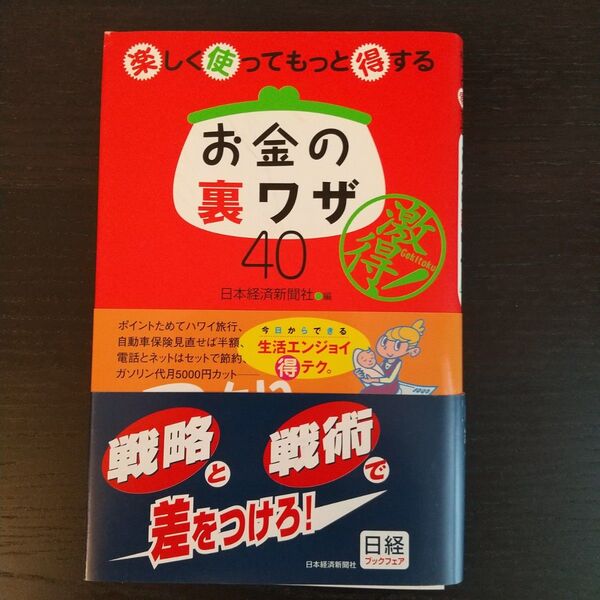 楽しく使ってもっと得する
お金の
裏ワザ
40
激得!
Gekitoku
日本経済新聞社●編
ポイントためてハワイ旅行、
自動車保険見直せば半額、
電話とネットはセットで節約、
ガソリン代月5000円カット――
今日からできる
生活エンジョイ
得テク。
戦略と戦術で
差をつけろ!
日本経済新聞社
日経
ブックフェア